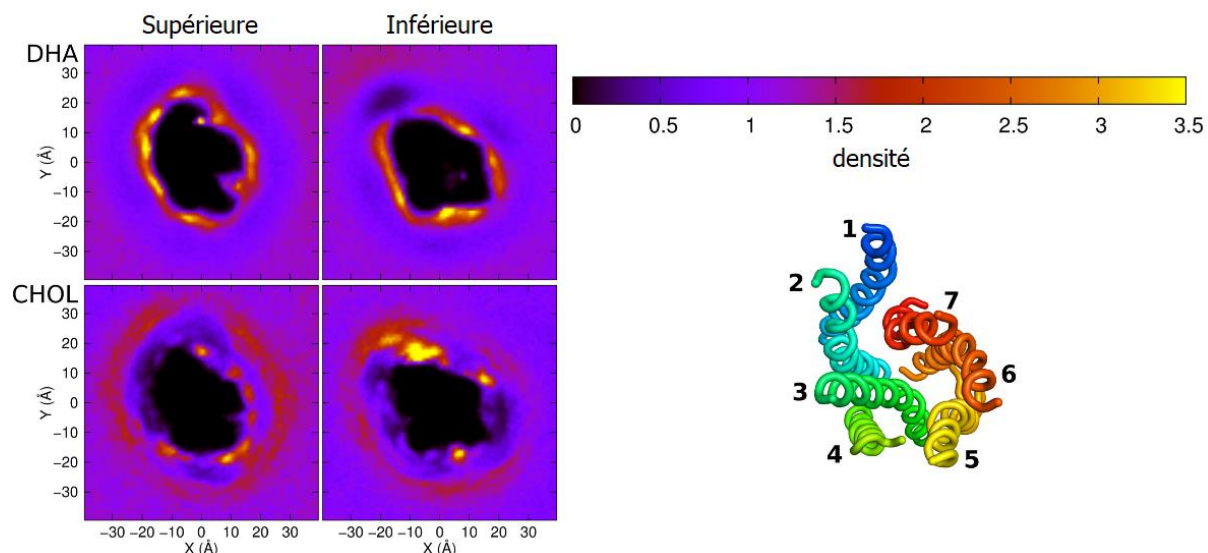 Supérieure Inférieure
DHA
30
20
10
0
−10
−20
−30
Y (Å)
0 0.5 1 1.5 2 2.5 3 3.5
densité
CHOL
30
20
10
0
−10
−20
−30
Y (Å)
−30 −20 −10 0 10 20 30 −30 −20 −10 0 10 20 30
X (Å) X (Å)
1
2
7
3
6
4
5